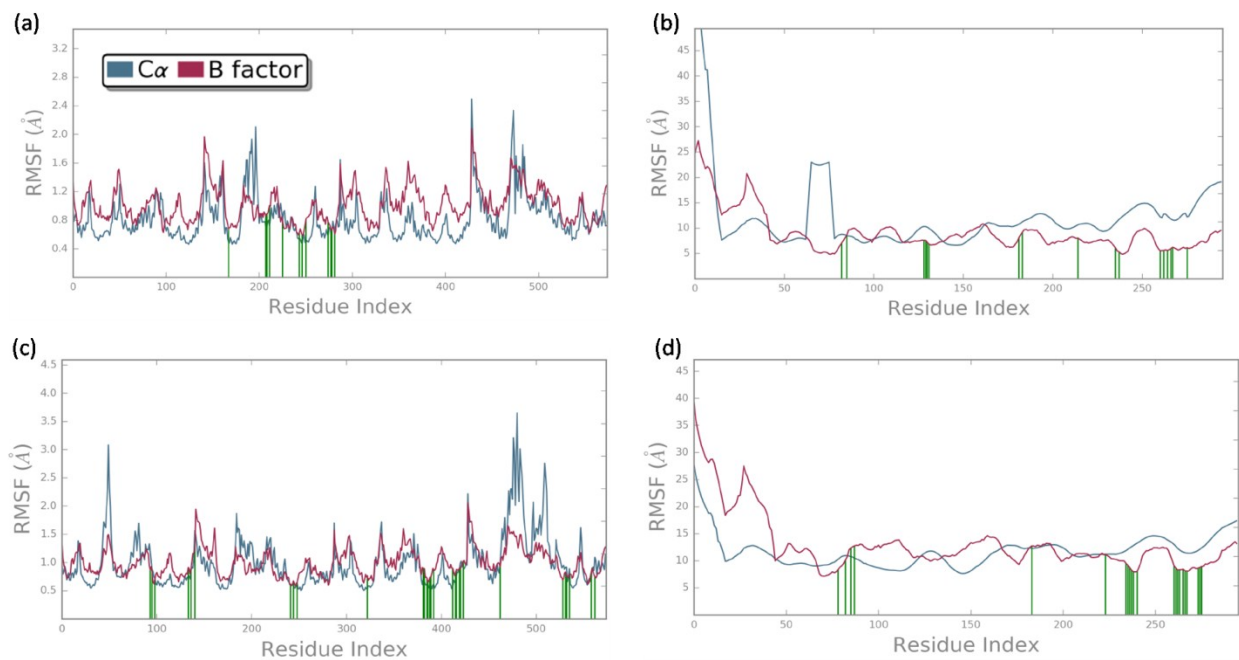 (a)
3.2
2.8
2.4
2.0
1.6
1.2
0.8
0.4
RMSF (Å)
Cα B factor
0 100 200 300 400 500
Residue Index
(b)
45
40
35
30
25
20
15
10
5
RMSF (Å)
0 50 100 150 200 250
Residue Index
(c)
4.5
4.0
3.5
3.0
2.5
2.0
1.5
1.0
0.5
RMSF (Å)
0 100 200 300 400 500
Residue Index
(d)
45
40
35
30
25
20
15
10
5
RMSF (Å)
0 50 100 150 200 250
Residue Index